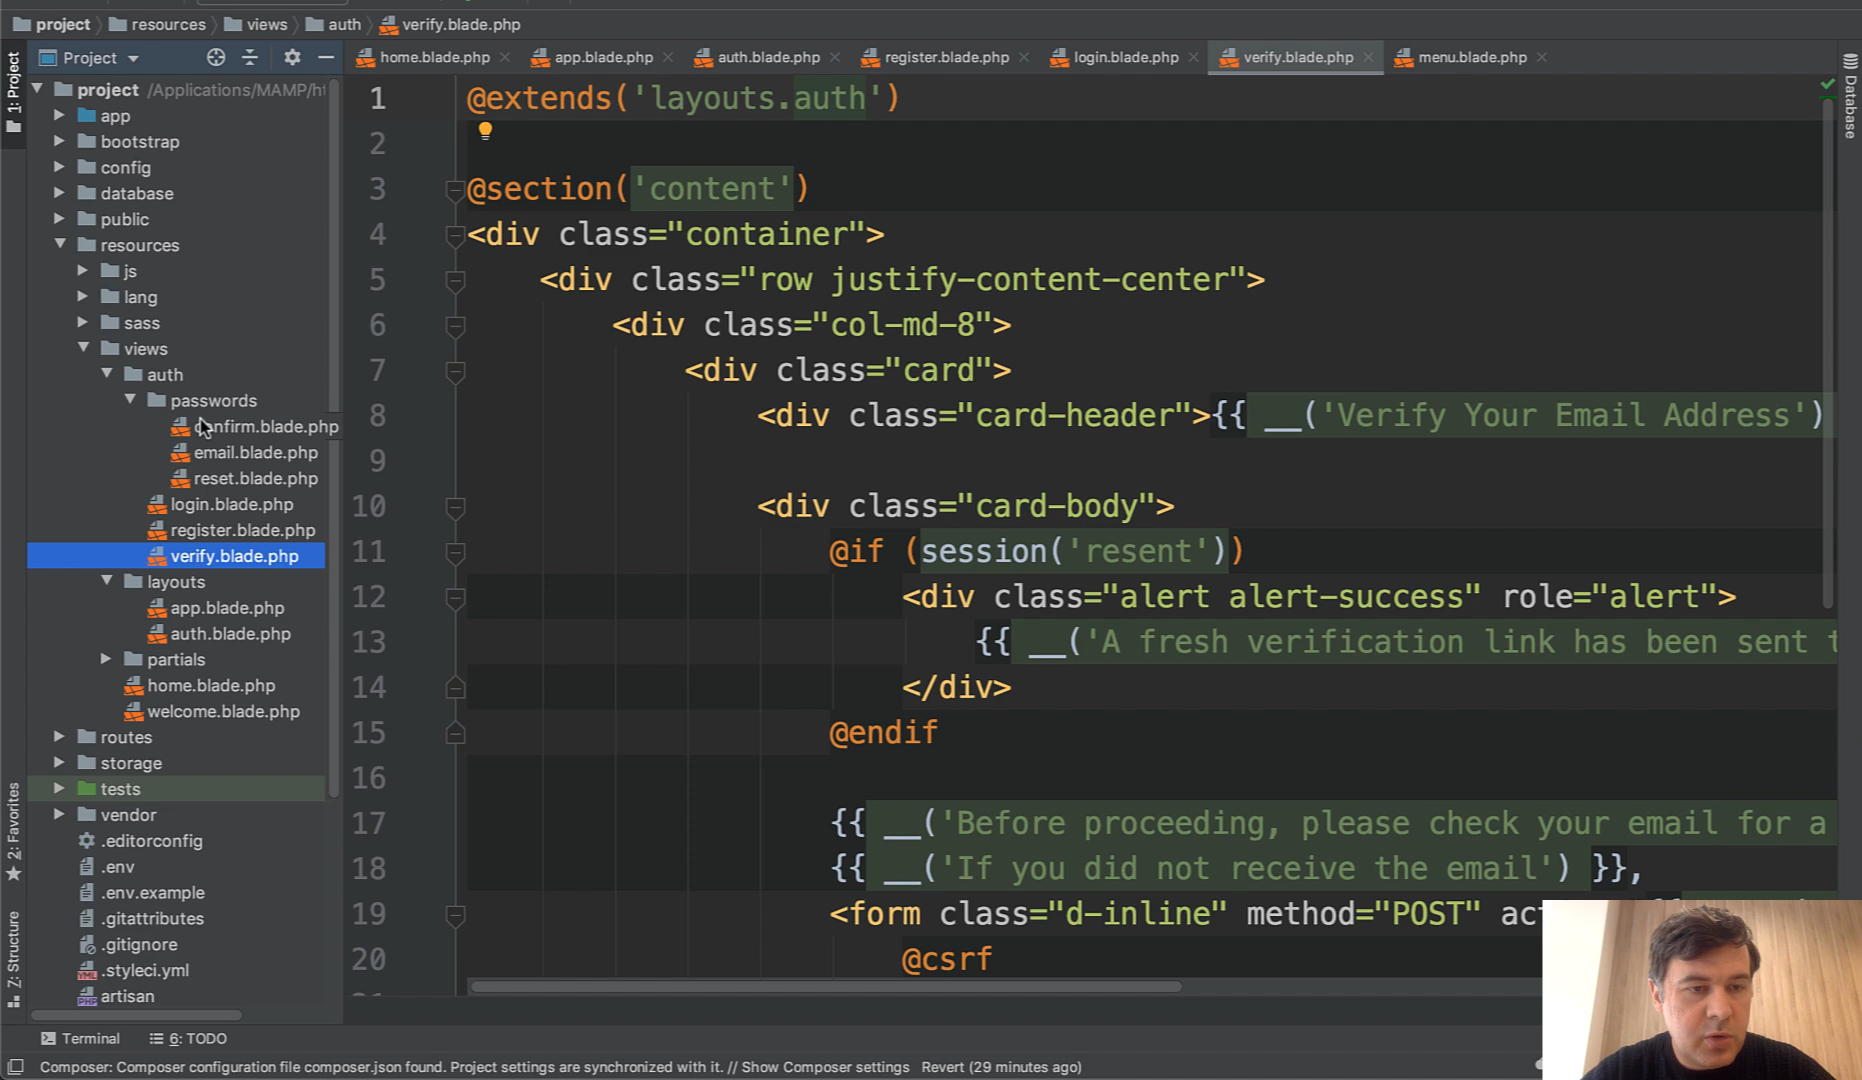 project resources views auth verify.blade.php
Project
home.blade.php app.blade.php auth.blade.php register.blade.php login.blade.php verify.blade.php menu.blade.php
1: Project
2: Favorites
Z: Structure
Database
project /Applications/MAMP/ht
app
bootstrap
config
database
public
resources
js
lang
sass
views
auth
passwords
confirm.blade.php
email.blade.php
reset.blade.php
login.blade.php
register.blade.php
verify.blade.php
layouts
app.blade.php
auth.blade.php
partials
home.blade.php
welcome.blade.php
routes
storage
tests
vendor
.editorconfig
.env
.env.example
.gitattributes
.gitignore
.styleci.yml
artisan
1 @extends('layouts.auth')
2
3 @section('content')
4 <div class="container">
5 <div class="row justify-content-center">
6 <div class="col-md-8">
7 <div class="card">
8 <div class="card-header">{{ __('Verify Your Email Address')
9
10 <div class="card-body">
11 @if (session('resent'))
12 <div class="alert alert-success" role="alert">
13 {{ __('A fresh verification link has been sent t
14 </div>
15 @endif
16
17 {{ __('Before proceeding, please check your email for a
18 {{ __('If you did not receive the email') }},
19 <form class="d-inline" method="POST" act
20 @csrf
Terminal 6: TODO
Composer: Composer configuration file composer.json found. Project settings are synchronized with it. // Show Composer settings Revert (29 minutes ago)